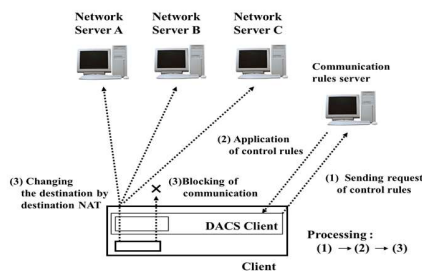 Network
Server A
Network
Server B
Network
Server C
Communication
rules server
(2) Application
of control rules
(1) Sending request
of control rules
(3) Changing
the destination by
destination NAT
(3)Blocking of
communication
DACS Client
Processing :
(1) → (2) → (3)
Client